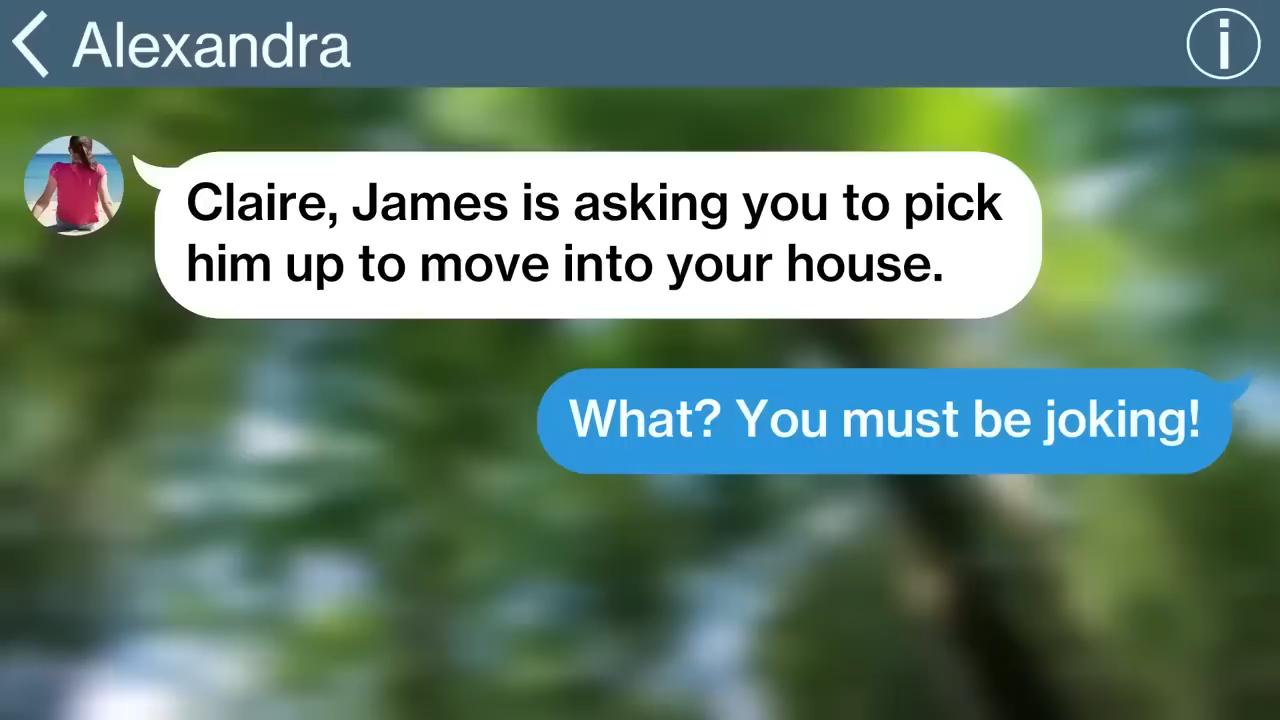 Alexandra
Claire, James is asking you to pick
him up to move into your house.
What? You must be joking!